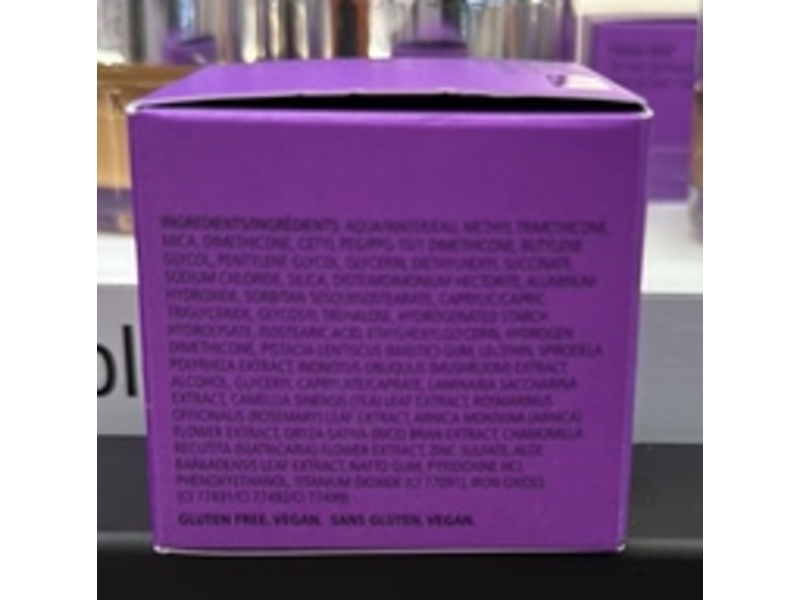 INGREDIENTS/INGRÉDIENTS: AQUA/WATER/EAU, METHYL TRIMETHICONE,
MICA, DIMETHICONE, CETYL PEG/PPG-10/1 DIMETHICONE, BUTYLENE
GLYCOL, PENTYLENE GLYCOL, GLYCERIN, DIETHYLHEXYL SUCCINATE,
SODIUM CHLORIDE, SILICA, DISTEARDIMONIUM HECTORITE, ALUMINUM
HYDROXIDE, SORBITAN SESQUIISOSTEARATE, CAPRYLIC/CAPRIC
TRIGLYCERIDE, GLYCOSYL TREHALOSE, HYDROGENATED STARCH
HYDROLYSATE, ISOSTEARIC ACID, ETHYLHEXYLGLYCERIN, HYDROGEN
DIMETHICONE, PISTACIA LENTISCUS (MASTIC) GUM, LECITHIN, SPIRODELA
POLYRHIZA EXTRACT, INONOTUS OBLIQUUS (MUSHROOM) EXTRACT,
ALCOHOL, GLYCERYL CAPRYLATE/CAPRATE, LAMINARIA SACCHARINA
EXTRACT, CAMELLIA SINENSIS (TEA) LEAF EXTRACT, ROSMARINUS
OFFICINALIS (ROSEMARY) LEAF EXTRACT, ARNICA MONTANA (ARNICA)
FLOWER EXTRACT, ORYZA SATIVA (RICE) BRAN EXTRACT, CHAMOMILLA
RECUTITA (MATRICARIA) FLOWER EXTRACT, ZINC SULFATE, ALOE
BARBADENSIS LEAF EXTRACT, NATTO GUM, PYRIDOXINE HCl,
PHENOXYETHANOL, TITANIUM DIOXIDE (CI 77891), IRON OXIDES
(CI 77491/CI 77492/CI 77499)
GLUTEN FREE. VEGAN. SANS GLUTEN. VEGAN.